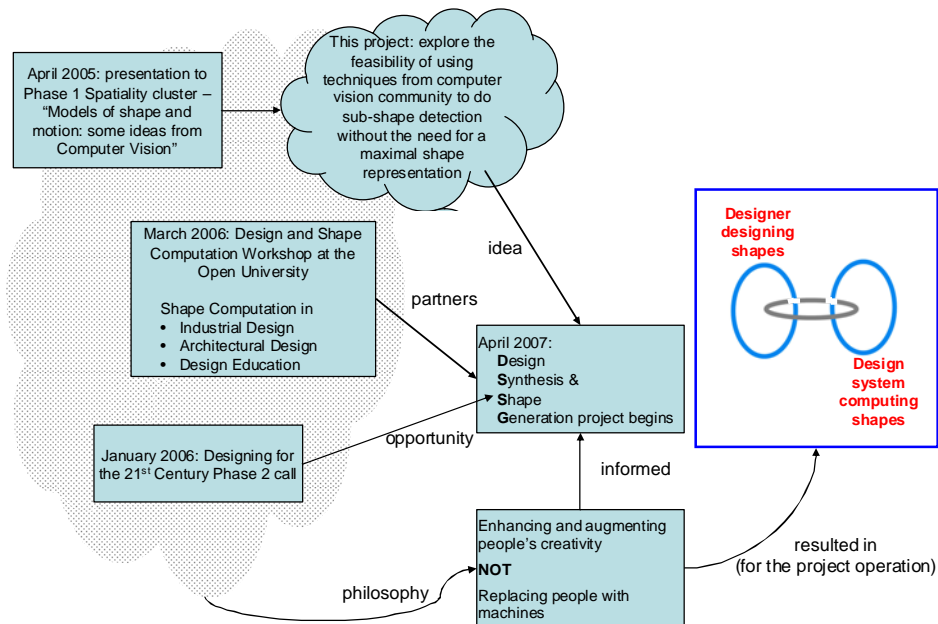 April 2005: presentation to
Phase 1 Spatiality cluster –
“Models of shape and
motion: some ideas from
Computer Vision”
This project: explore the
feasibility of using
techniques from computer
vision community to do
sub-shape detection
without the need for a
maximal shape
representation
March 2006: Design and Shape
Computation Workshop at the
Open University
Shape Computation in
• Industrial Design
• Architectural Design
• Design Education
January 2006: Designing for
the 21st Century Phase 2 call
idea
partners
opportunity
April 2007:
Design
Synthesis &
Shape
Generation project begins
informed
Enhancing and augmenting
people’s creativity
NOT
Replacing people with
machines
philosophy
resulted in
(for the project operation)
Designer
designing
shapes
Design
system
computing
shapes